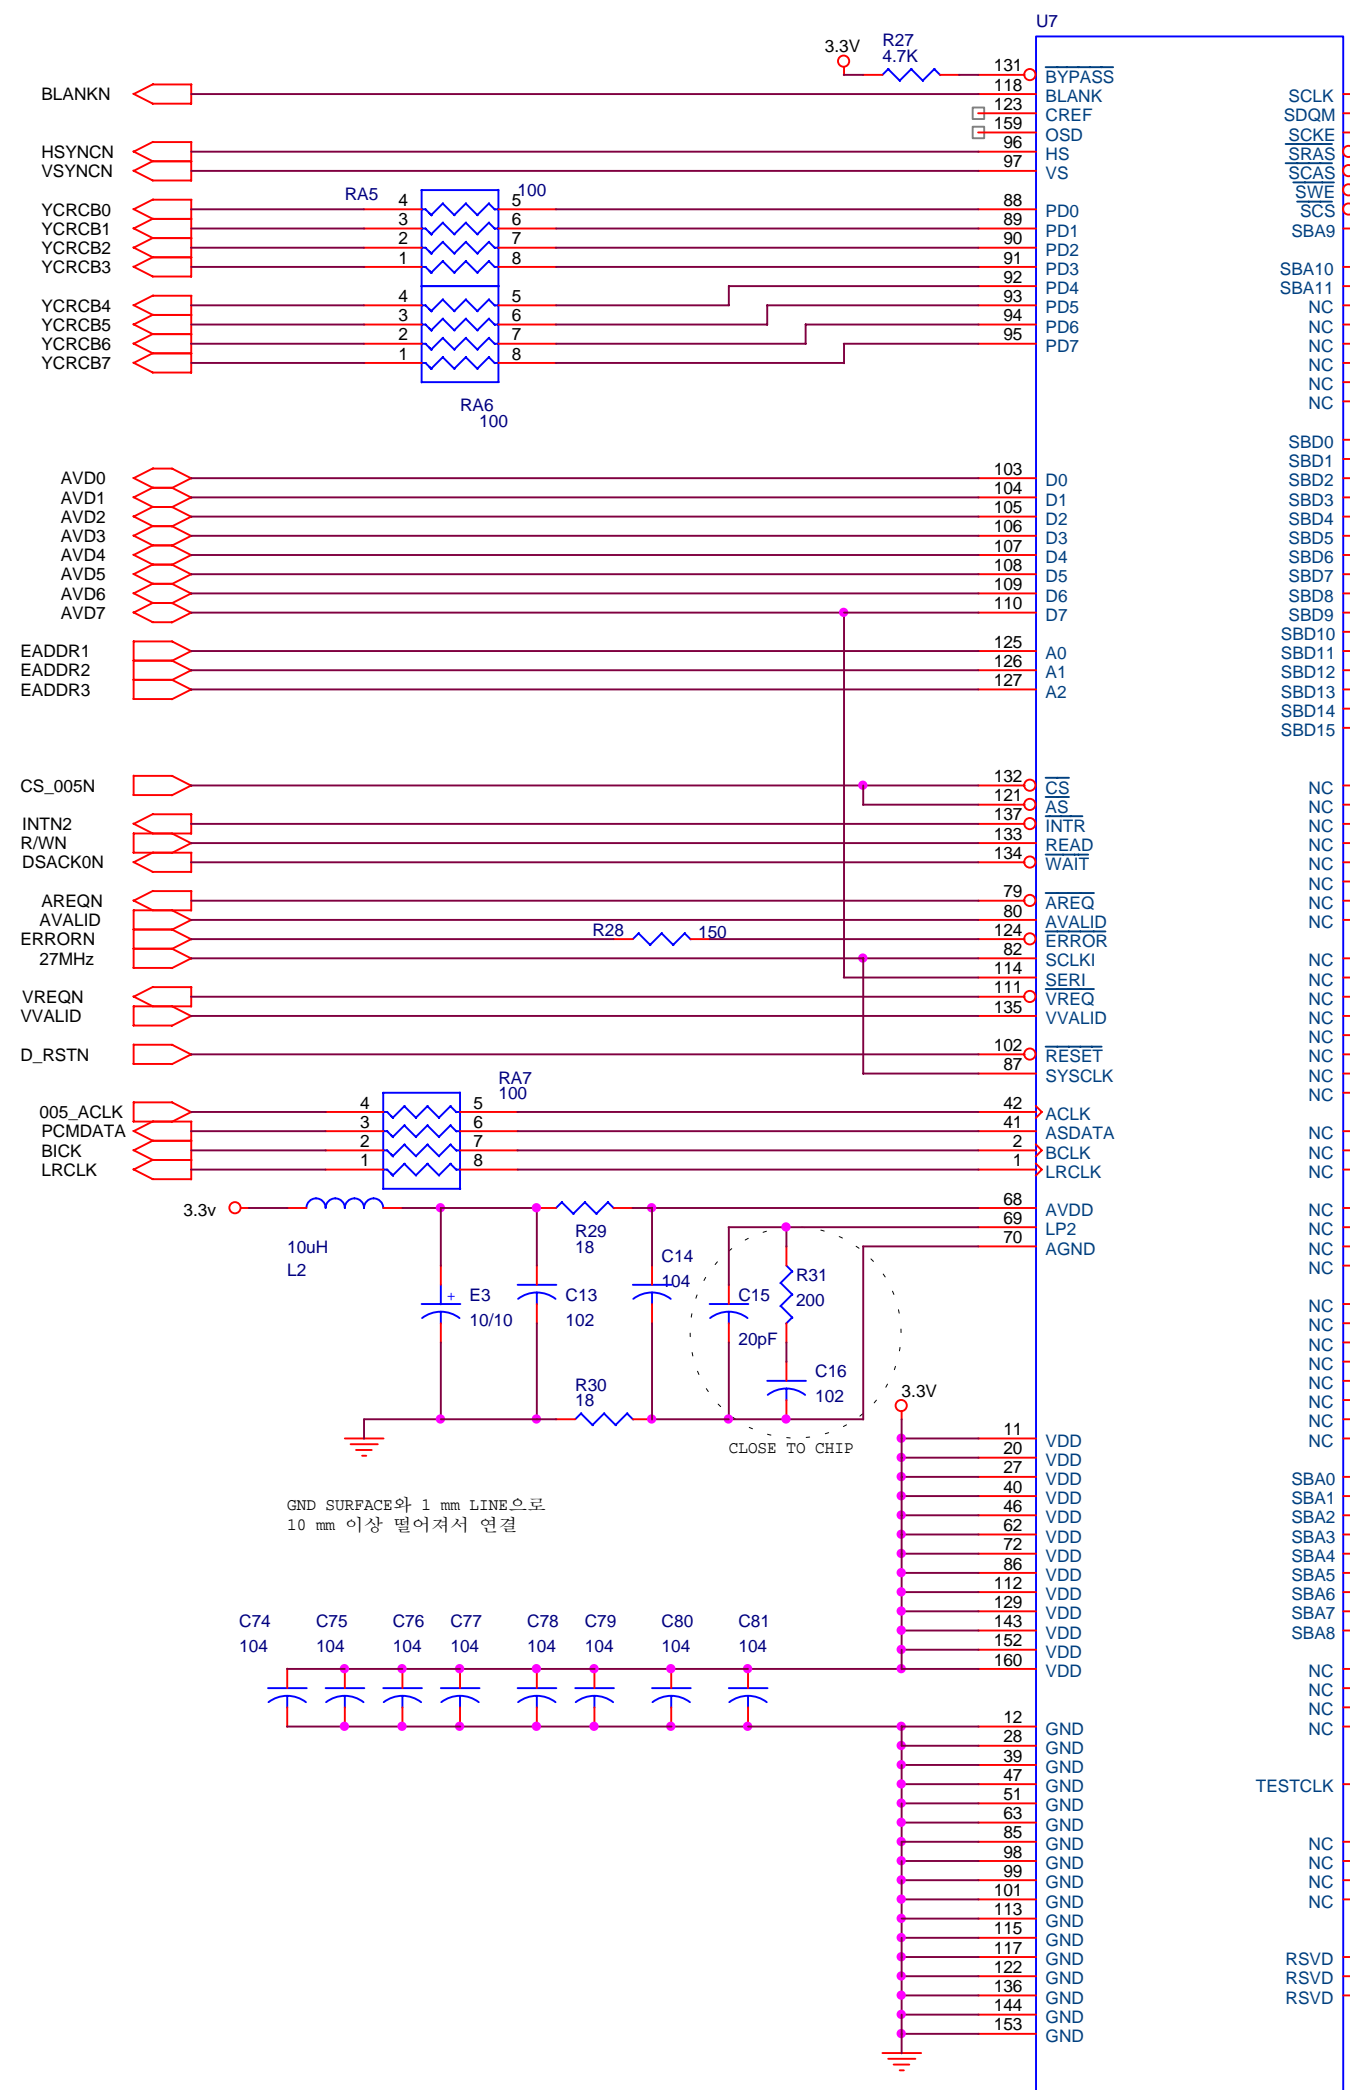 U7
3.3V
R27
4.7K
131
BYPASS
BLANKN
118
BLANK
SCLK
123
CREF
SDQM
159
OSD
SCKE
HSYNCN
96
HS
SRAS
VSYNCN
97
VS
SCAS
SWE
RA5
100
YCRCB0
4
5
88
PD0
SCS
YCRCB1
3
6
89
PD1
SBA9
YCRCB2
2
7
90
PD2
YCRCB3
1
8
91
PD3
SBA10
92
PD4
SBA11
YCRCB4
4
5
93
PD5
NC
YCRCB5
3
6
94
PD6
NC
YCRCB6
2
7
95
PD7
NC
YCRCB7
1
8
NC
NC
NC
RA6
100
SBD0
SBD1
AVD0
103
D0
SBD2
AVD1
104
D1
SBD3
AVD2
105
D2
SBD4
AVD3
106
D3
SBD5
AVD4
107
D4
SBD6
AVD5
108
D5
SBD7
AVD6
109
D6
SBD8
AVD7
110
D7
SBD9
SBD10
EADDR1
125
A0
SBD11
EADDR2
126
A1
SBD12
EADDR3
127
A2
SBD13
SBD14
SBD15
CS_005N
132
CS
NC
121
AS
NC
INTN2
137
INTR
NC
R/WN
133
READ
NC
DSACK0N
134
WAIT
NC
NC
AREQN
79
AREQ
NC
AVALID
80
AVALID
NC
ERRORN
R28
150
124
ERROR
27MHz
82
SCLKI
NC
114
SERI
NC
VREQN
111
VREQ
NC
VVALID
135
VVALID
NC
NC
D_RSTN
102
RESET
NC
87
SYSCLK
NC
NC
RA7
100
005_ACLK
4
5
42
ACLK
PCMDATA
3
6
41
ASDATA
NC
BICK
2
7
2
BCLK
NC
LRCLK
1
8
1
LRCLK
NC
3.3v
68
AVDD
NC
69
LP2
NC
70
AGND
NC
NC
10uH
L2
R29
18
C14
104
R31
200
E3
10/10
+
C13
102
C15
20pF
C16
102
R30
18
NC
NC
NC
NC
NC
NC
NC
NC
3.3V
CLOSE TO CHIP
GND SURFACE와 1 mm LINE으로
10 mm 이상 떨어져서 연결
11
VDD
20
VDD
27
VDD
SBA0
40
VDD
SBA1
46
VDD
SBA2
62
VDD
SBA3
72
VDD
SBA4
86
VDD
SBA5
112
VDD
SBA6
129
VDD
SBA7
143
VDD
SBA8
152
VDD
160
VDD
NC
NC
NC
NC
C74
104
C75
104
C76
104
C77
104
C78
104
C79
104
C80
104
C81
104
12
GND
28
GND
39
GND
47
GND
TESTCLK
51
GND
63
GND
85
GND
NC
98
GND
NC
99
GND
NC
101
GND
NC
113
GND
115
GND
117
GND
RSVD
122
GND
RSVD
136
GND
RSVD
144
GND
153
GND